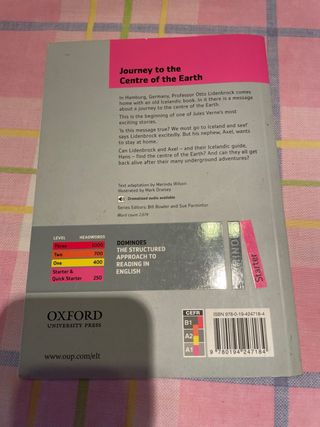 Journey to the
Centre of the Earth
In Hamburg, Germany, Professor Otto Lidenbrock comes
home with an old Icelandic book. In it there is a message
about a journey to the centre of the Earth.
This is the beginning of one of Jules Verne's most
exciting stories.
'Is this message true? We must go to Iceland and see!'
says Lidenbrock excitedly. But his nephew, Axel, wants
to stay at home.
Can Lidenbrock and Axel – and their Icelandic guide,
Hans – find the centre of the Earth? And can they all get
back alive after their many underground adventures?
Text adaptation by Merinda Wilson
Illustrated by Mark Draisey
Dramatized audio available
Series Editors: Bill Bowler and Sue Parminter
Word count 2,079
LEVEL HEADWORDS
Three 1000
Two 700
One 400
Starter &
Quick Starter 250
DOMINOES
THE STRUCTURED
APPROACH TO
READING IN
ENGLISH
Starter
OXFORD
UNIVERSITY PRESS
www.oup.com/elt
CEFR
B1
A2
A1
ISBN 978-0-19-424718-4
9 780194 247184